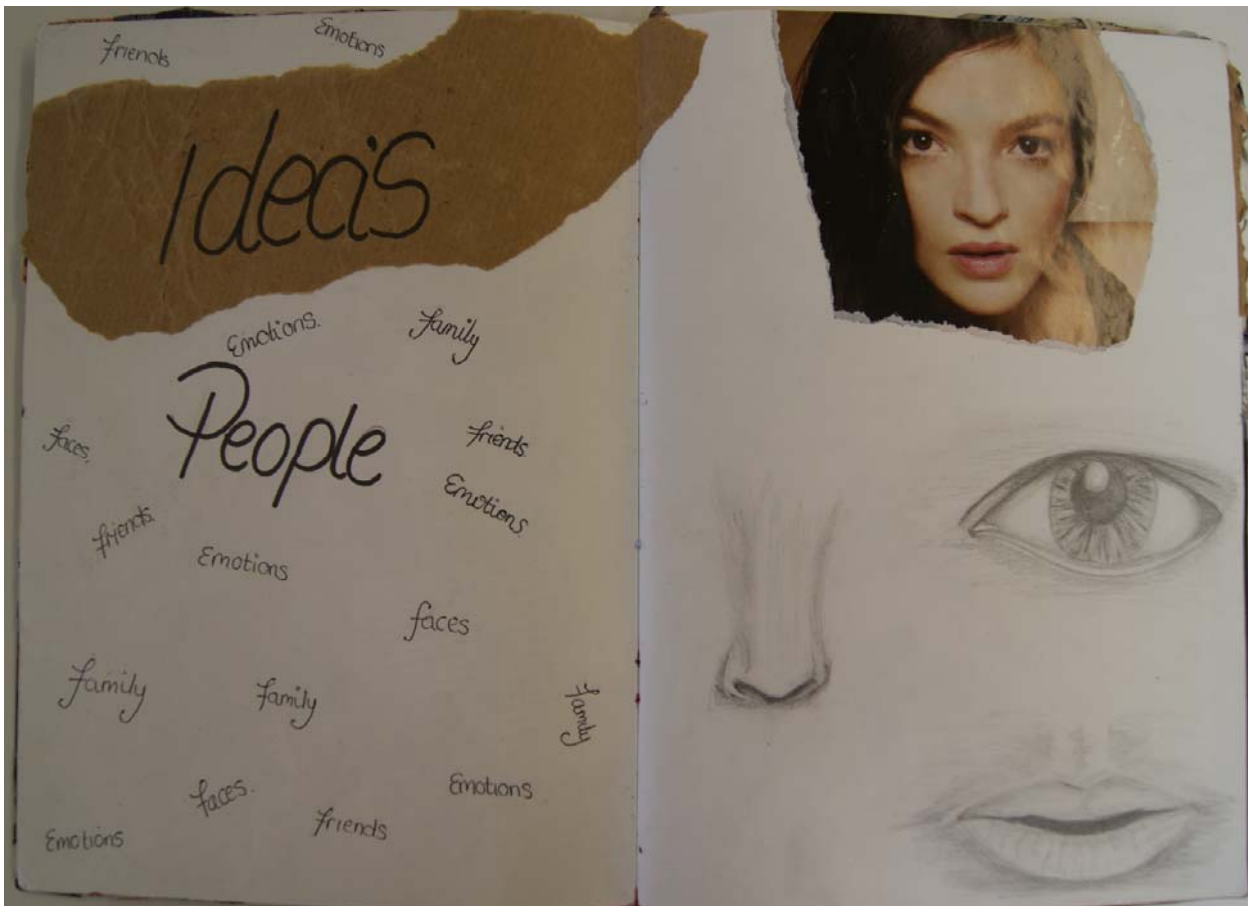 Friends
Emotions
Idea's
Emotions.
family
People
faces.
friends
Emotions
friends
Emotions
faces
family
family
family
faces.
Emotions
friends
Emotions